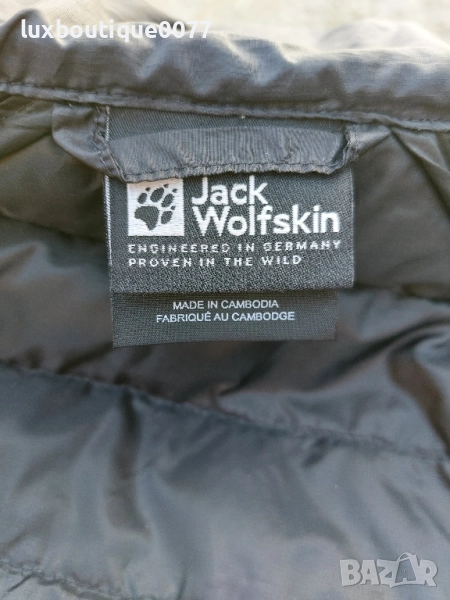 luxboutique0077
Jack
Wolfskin
ENGINEERED IN GERMANY
PROVEN IN THE WILD
MADE IN CAMBODIA
FABRIQUÉ AU CAMBODGE
BAZAR